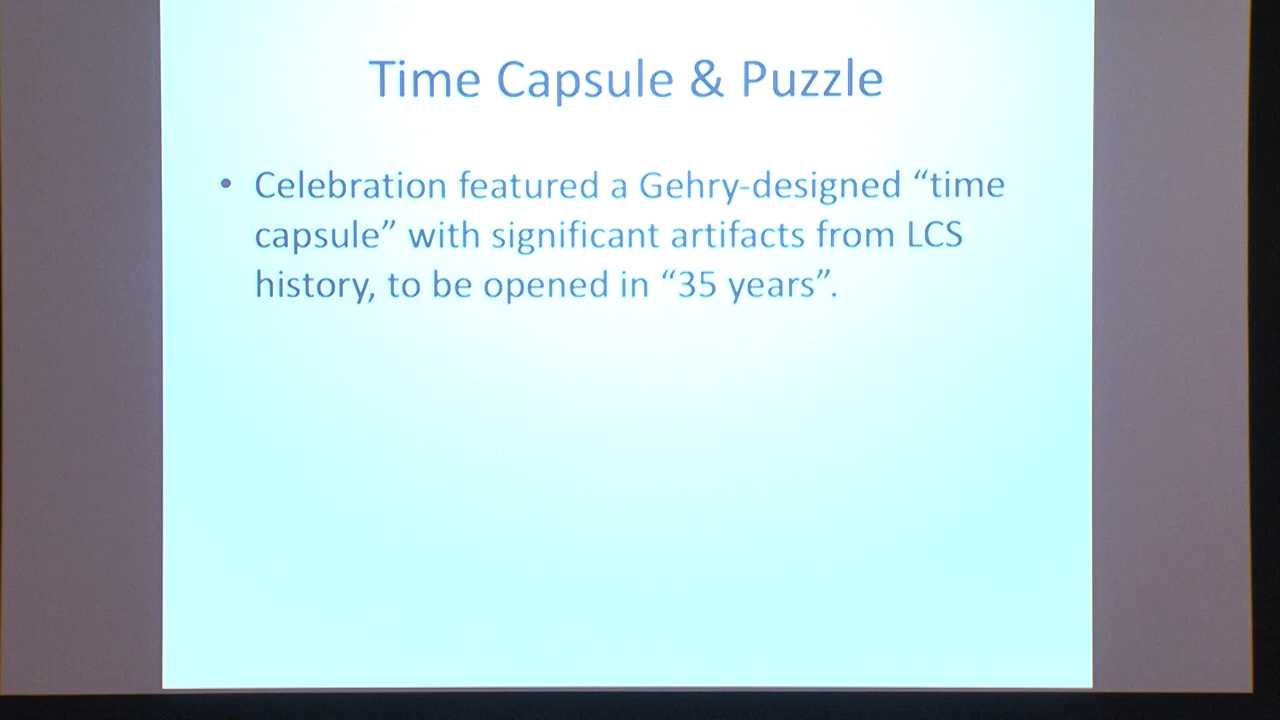 Time Capsule & Puzzle
• Celebration featured a Gehry-designed “time
capsule” with significant artifacts from LCS
history, to be opened in “35 years”.